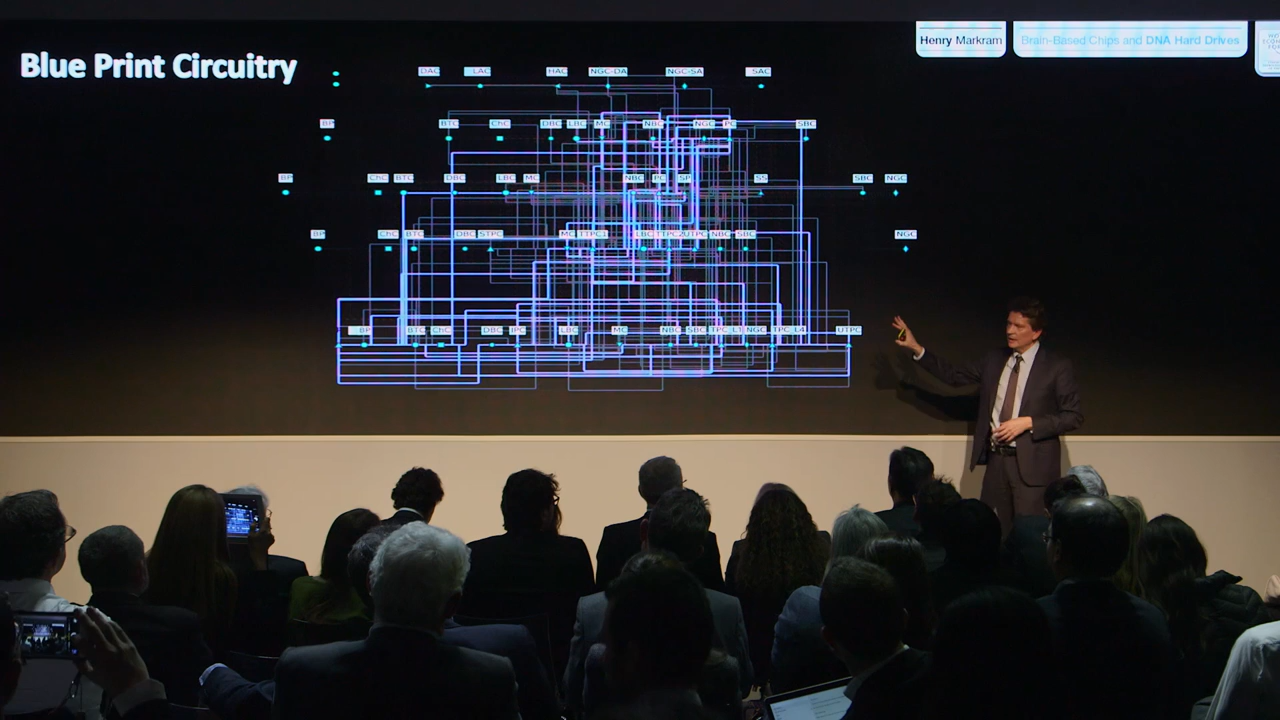 Henry Markram
Brain-Based Chips and DNA Hard Drives
Blue Print Circuitry
DAC LAC HAC NGC-DA NGC-SA SAC
BP BTC ChC DBC LBC MC NBC NGC PC SBC
BP ChC BTC DBC LBC MC NBC PC SP SS SBC NGC
BP ChC BTC DBC STPC MC TTPC1 LBC TTPC2 UTPC NBC SBC NGC
BP BTC ChC DBC IPC LBC MC NBC SBC TPC_L1 NGC TPC_L4 UTPC